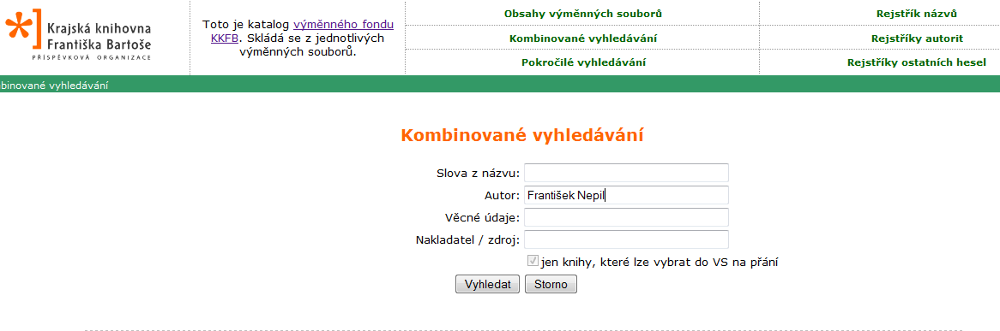 Krajská knihovna
Františka Bartoše
PŘÍSPĚVKOVÁ ORGANIZACE
Toto je katalog výměnného fondu
KKFB. Skládá se z jednotlivých
výměnných souborů.
Obsahy výměnných souborů
Rejstřík názvů
Kombinované vyhledávání
Rejstříky autorit
Pokročilé vyhledávání
Rejstříky ostatních hesel
binované vyhledávání
Kombinované vyhledávání
Slova z názvu:
Autor: František Nepil
Věcné údaje:
Nakladatel / zdroj:
jen knihy, které lze vybrat do VS na přání
Vyhledat Storno